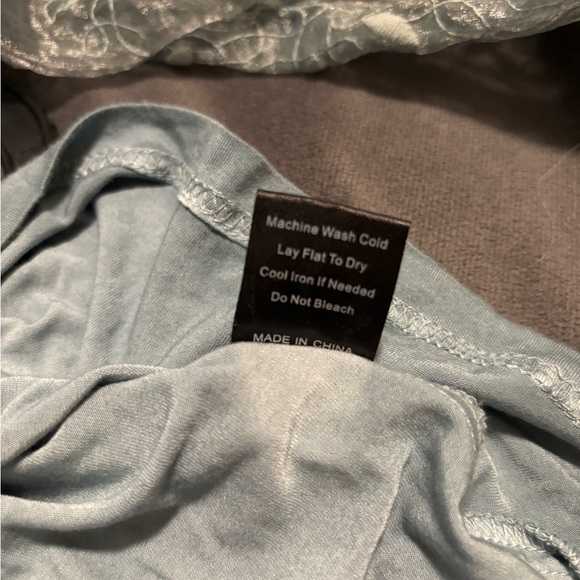 Machine Wash Cold
Lay Flat To Dry
Cool Iron If Needed
Do Not Bleach
MADE IN CHINA